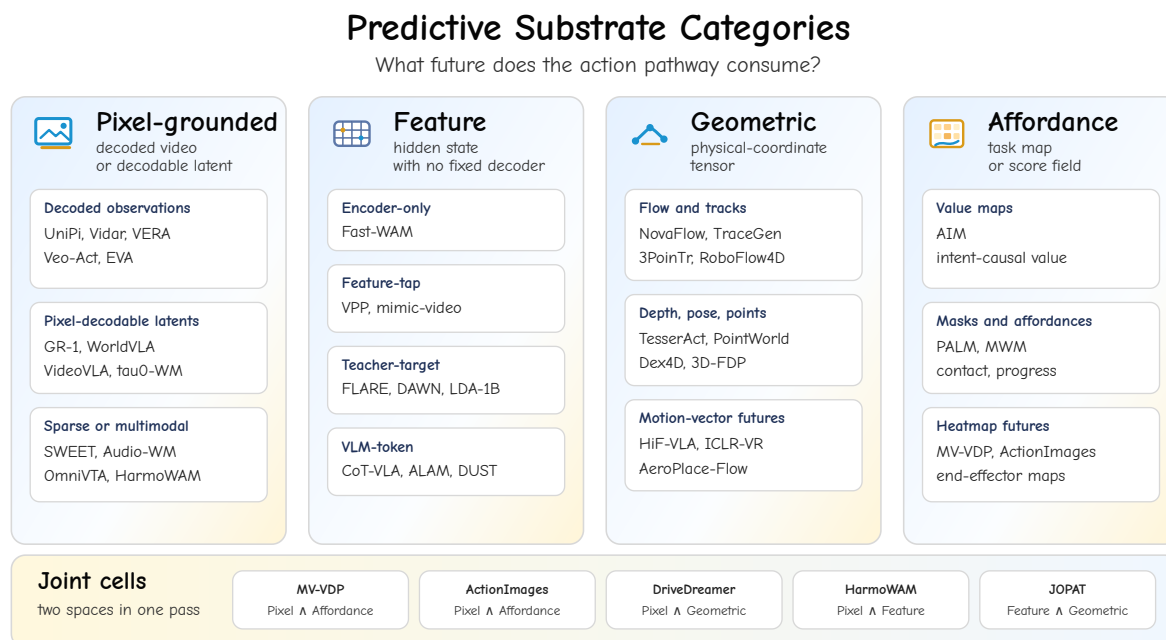 Predictive Substrate Categories
What future does the action pathway consume?
Pixel-grounded
decoded video
or decodable latent
Decoded observations
UniPi, Vidar, VERA
Veo-Act, EVA
Pixel-decodable latents
GR-1, WorldVLA
VideoVLA, tau0-WM
Sparse or multimodal
SWEET, Audio-WM
OmniVTA, HarmoWAM
Feature
hidden state
with no fixed decoder
Encoder-only
Fast-WAM
Feature-tap
VPP, mimic-video
Teacher-target
FLARE, DAWN, LDA-1B
VLM-token
CoT-VLA, ALAM, DUST
Geometric
physical-coordinate
tensor
Flow and tracks
NovaFlow, TraceGen
3PoinTr, RoboFlow4D
Depth, pose, points
TesserAct, PointWorld
Dex4D, 3D-FDP
Motion-vector futures
HiF-VLA, ICLR-VR
AeroPlace-Flow
Affordance
task map
or score field
Value maps
AIM
intent-causal value
Masks and affordances
PALM, MWM
contact, progress
Heatmap futures
MV-VDP, ActionImages
end-effector maps
Joint cells
two spaces in one pass
MV-VDP
Pixel ∧ Affordance
ActionImages
Pixel ∧ Affordance
DriveDreamer
Pixel ∧ Geometric
HarmoWAM
Pixel ∧ Feature
JOPAT
Feature ∧ Geometric